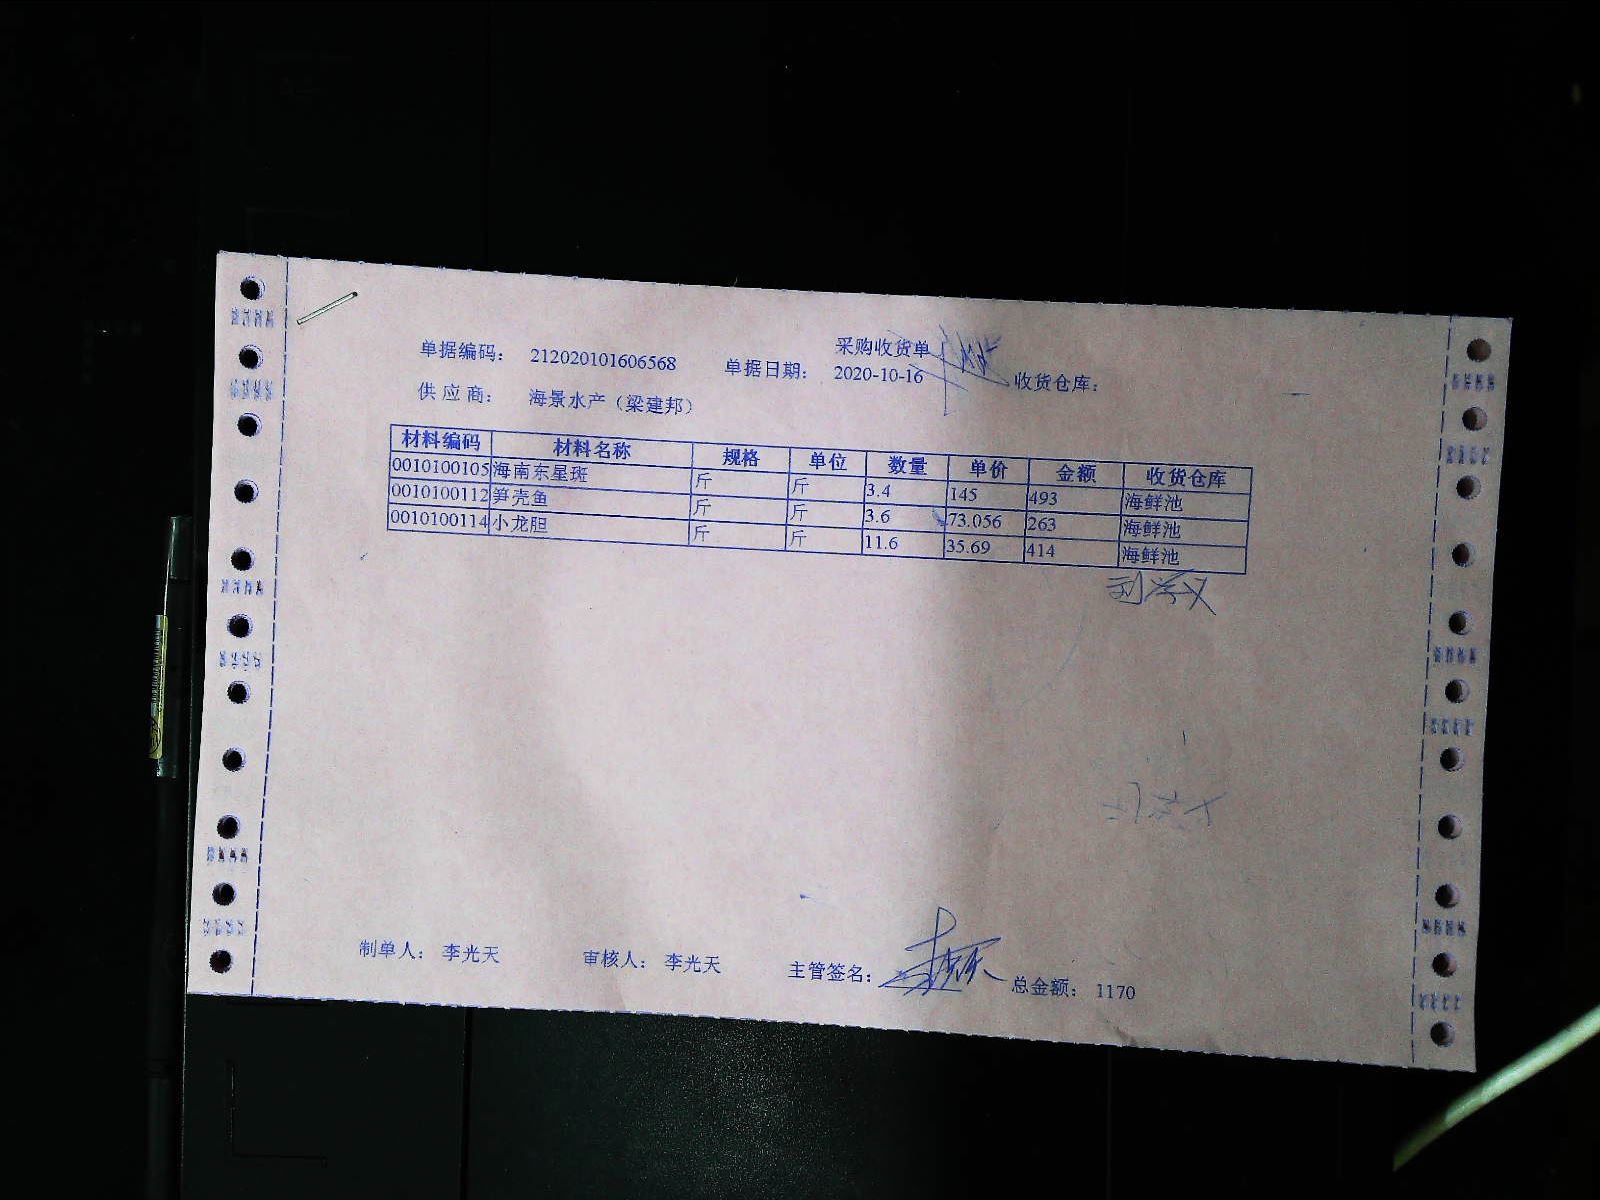 采购收货单
单据编码： 212020101606568 单据日期： 2020-10-16 收货仓库：
供 应 商： 海景水产（梁建邦）
材料编码 材料名称 规格 单位 数量 单价 金额 收货仓库
0010100105 海南东星斑 斤 斤 3.4 145 493 海鲜池
0010100112 笋壳鱼 斤 斤 3.6 73.056 263 海鲜池
0010100114 小龙胆 斤 斤 11.6 35.69 414 海鲜池
制单人： 李光天 审核人： 李光天 主管签名： 总金额： 1170